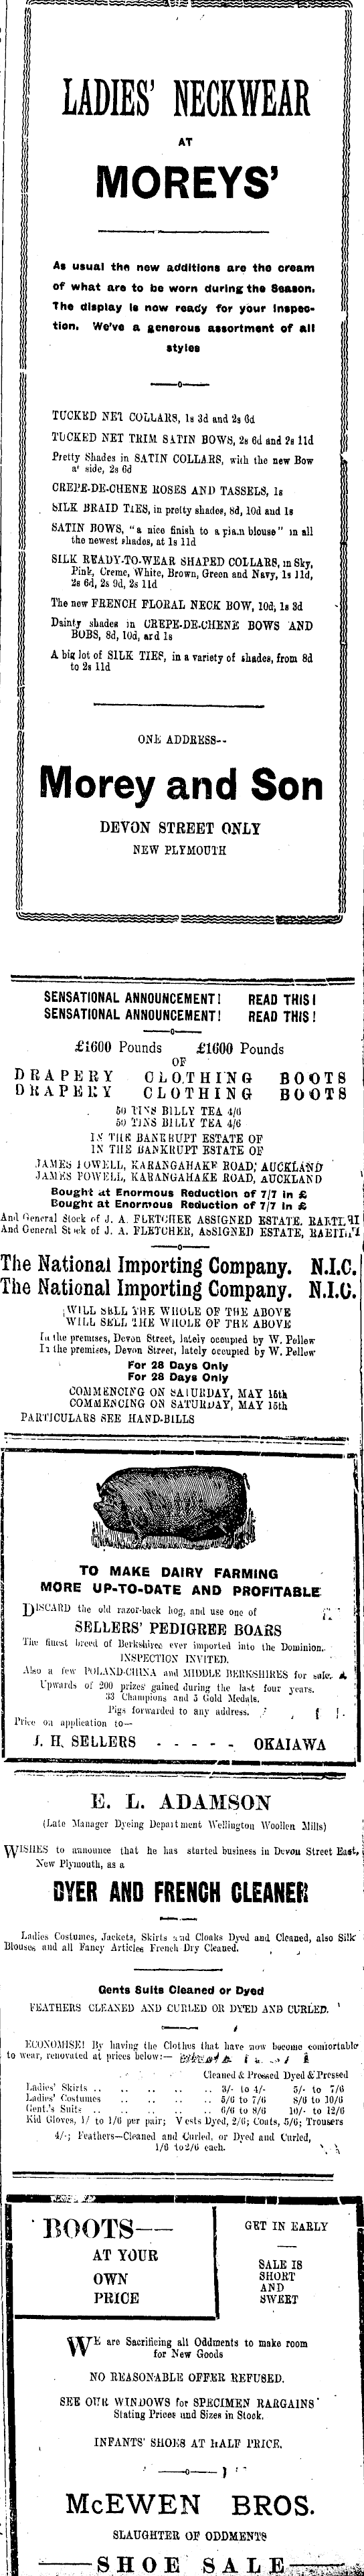 LADIES' NECKWEAR
AT
MOREYS'
As usual the new additions are the cream
of what are to be worn during the Season.
The display is now ready for your inspec-
tion. We've a generous assortment of all
styles
TUCKED NET COLLARS, 1s 3d and 2s 6d
TUCKED NET TRIM SATIN BOWS, 2s 6d and 2s 11d
Pretty Shades in SATIN COLLARS, with the new Bow
at side, 2s 6d
CREPE-DE-CHENE ROSES AND TASSELS, 1s
SILK BRAID TIES, in pretty shades, 8d, 10d and 1s
SATIN BOWS, "a nice finish to a plain blouse" in all
the newest shades, at 1s 11d
SILK READY-TO-WEAR SHAPED COLLARS, in Sky,
Pink, Creme, White, Brown, Green and Navy, 1s 11d,
2s 6d, 2s 9d, 2s 11d
The new FRENCH FLORAL NECK BOW, 10d, 1s 3d
Dainty shades in CREPE-DE-CHENE BOWS AND
BOBS, 8d, 10d, and 1s
A big lot of SILK TIES, in a variety of shades, from 8d
to 2s 11d
ONE ADDRESS--
Morey and Son
DEVON STREET ONLY
NEW PLYMOUTH
SENSATIONAL ANNOUNCEMENT! READ THIS!
SENSATIONAL ANNOUNCEMENT! READ THIS!
£1600 Pounds £1600 Pounds
OF
DRAPERY CLOTHING BOOTS
DRAPERY CLOTHING BOOTS
50 TINS BILLY TEA 4/6
50 TINS BILLY TEA 4/6
IN THE BANKRUPT ESTATE OF
IN THE BANKRUPT ESTATE OF
JAMES POWELL, KARANGAHAKE ROAD, AUCKLAND
JAMES POWELL, KARANGAHAKE ROAD, AUCKLAND
Bought at Enormous Reduction of 7/7 in £
Bought at Enormous Reduction of 7/7 in £
And General Stock of J. A. FLETCHER ASSIGNED ESTATE, RAETIHI
And General Stock of J. A. FLETCHER, ASSIGNED ESTATE, RAETIHI
The National Importing Company. N.I.C.
The National Importing Company. N.I.C.
WILL SELL THE WHOLE OF THE ABOVE
WILL SELL THE WHOLE OF THE ABOVE
In the premises, Devon Street, lately occupied by W. Pellew
In the premises, Devon Street, lately occupied by W. Pellew
For 28 Days Only
For 28 Days Only
COMMENCING ON SATURDAY, MAY 15th
COMMENCING ON SATURDAY, MAY 15th
PARTICULARS SEE HAND-BILLS
TO MAKE DAIRY FARMING
MORE UP-TO-DATE AND PROFITABLE
DISCARD the old razor-back hog, and use one of
SELLERS' PEDIGREE BOARS
The finest breed of Berkshires ever imported into the Dominion.
INSPECTION INVITED.
Also a few POLAND-CHINA and MIDDLE BERKSHIRES for sale.
Upwards of 200 prizes gained during the last four years.
33 Champions and 5 Gold Medals.
Pigs forwarded to any address.
Price on application to—
J. H. SELLERS - - - - - OKAIAWA
E. L. ADAMSON
(Late Manager Dyeing Department Wellington Woollen Mills)
WISHES to announce that he has started business in Devon Street East,
New Plymouth, as a
DYER AND FRENCH CLEANER
Ladies Costumes, Jackets, Skirts and Cloaks Dyed and Cleaned, also Silk
Blouses and all Fancy Articles French Dry Cleaned.
Gents Suits Cleaned or Dyed
FEATHERS CLEANED AND CURLED OR DYED AND CURLED.
ECONOMISE! By having the Clothes that have now become comfortable
to wear, renovated at prices below:—
Cleaned & Pressed Dyed & Pressed
Ladies' Skirts .. .. .. .. .. 3/- to 4/- 5/- to 7/6
Ladies' Costumes .. .. .. .. 5/6 to 7/6 8/6 to 10/6
Gent.'s Suits .. .. .. .. .. 6/6 to 8/6 10/- to 12/6
Kid Gloves, 1/ to 1/6 per pair; Vests Dyed, 2/6; Coats, 5/6; Trousers
4/-; Feathers—Cleaned and Curled, or Dyed and Curled,
1/6 to 2/6 each.
BOOTS——
AT YOUR
OWN
PRICE
GET IN EARLY
SALE IS
SHORT
AND
SWEET
WE are Sacrificing all Oddments to make room
for New Goods
NO REASONABLE OFFER REFUSED.
SEE OUR WINDOWS for SPECIMEN BARGAINS
Stating Prices and Sizes in Stock.
INFANTS' SHOES AT HALF PRICE.
McEWEN BROS.
SLAUGHTER OF ODDMENTS
——SHOE SALE——